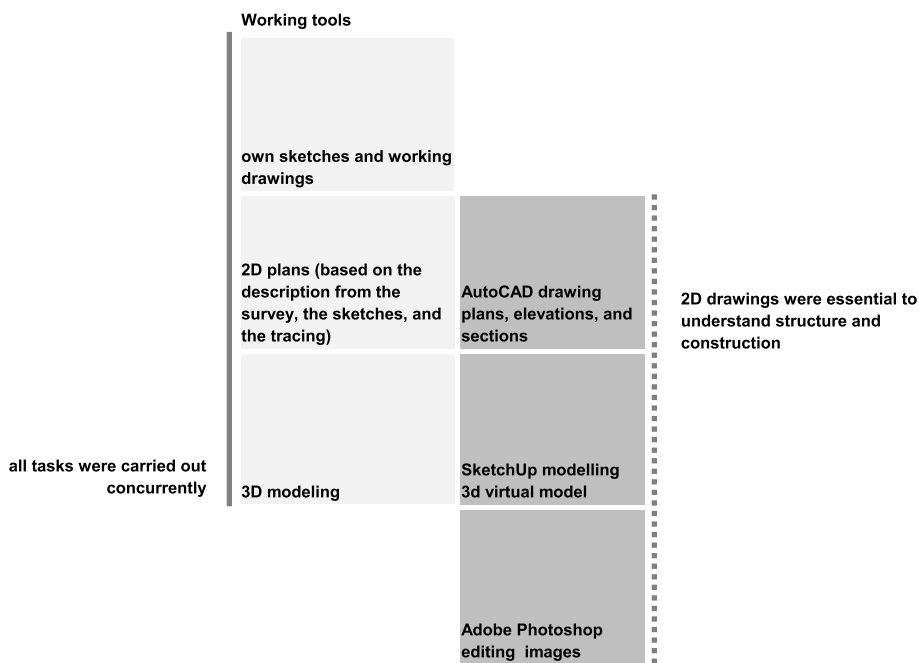 Working tools
own sketches and working
drawings
2D plans (based on the
description from the
survey, the sketches, and
the tracing)
AutoCAD drawing
plans, elevations, and
sections
2D drawings were essential to
understand structure and
construction
all tasks were carried out
concurrently
3D modeling
SketchUp modelling
3d virtual model
Adobe Photoshop
editing  images